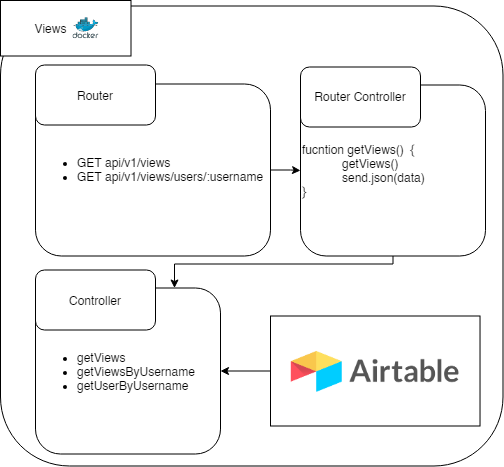 Views
docker
Router
GET api/v1/views
GET api/v1/views/users/:username
Router Controller
fucntion getViews() {
getViews()
send.json(data)
}
Controller
getViews
getViewsByUsername
getUserByUsername
Airtable